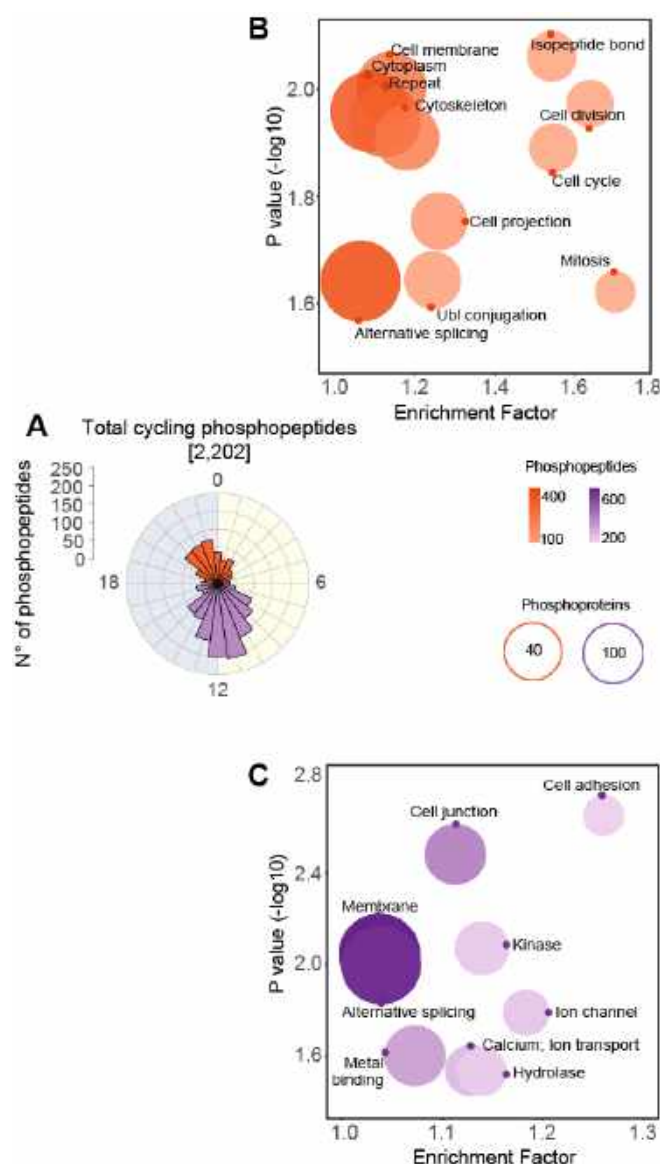 B
P value (-log10)
2.0
1.8
1.6
Cell membrane
Cytoplasm
Repeat
Cytoskeleton
Isopeptide bond
Cell division
Cell cycle
Cell projection
Mitosis
Ubl conjugation
Alternative splicing
1.0 1.2 1.4 1.6 1.8
Enrichment Factor
A
Total cycling phosphopeptides
[2,202]
N° of phosphopeptides
250
200
150
100
50
0
0
18
6
12
Phosphopeptides
400
100
600
200
Phosphoproteins
40
100
C
P value (-log10)
2.8
2.4
2.0
1.6
Cell adhesion
Cell junction
Membrane
Kinase
Alternative splicing
Ion channel
Calcium; Ion transport
Metal
binding
Hydrolase
1.0 1.1 1.2 1.3
Enrichment Factor